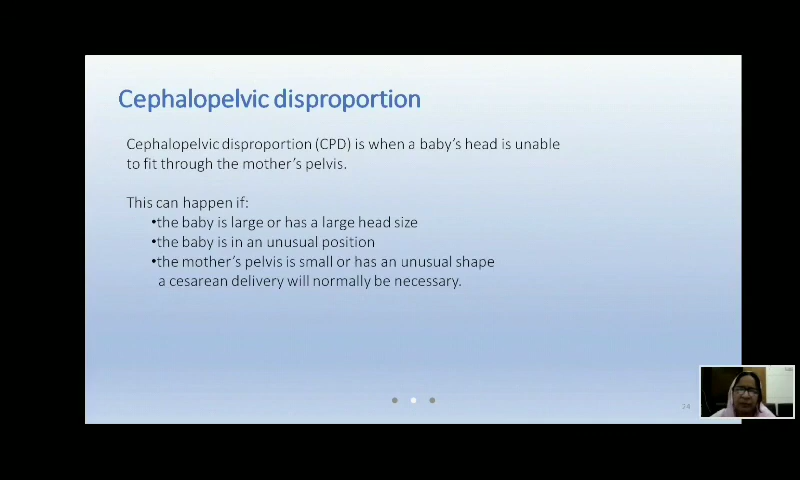 Cephalopelvic disproportion
Cephalopelvic disproportion (CPD) is when a baby's head is unable
to fit through the mother's pelvis.
This can happen if:
•the baby is large or has a large head size
•the baby is in an unusual position
•the mother's pelvis is small or has an unusual shape
a cesarean delivery will normally be necessary.
24